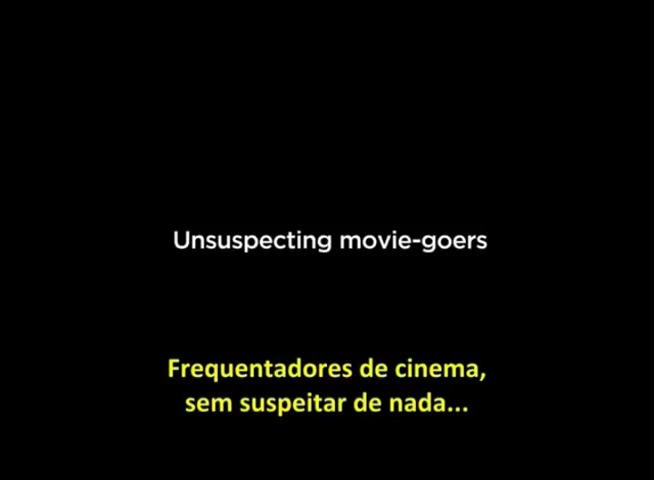 Unsuspecting movie-goers
Frequentadores de cinema,
sem suspeitar de nada...